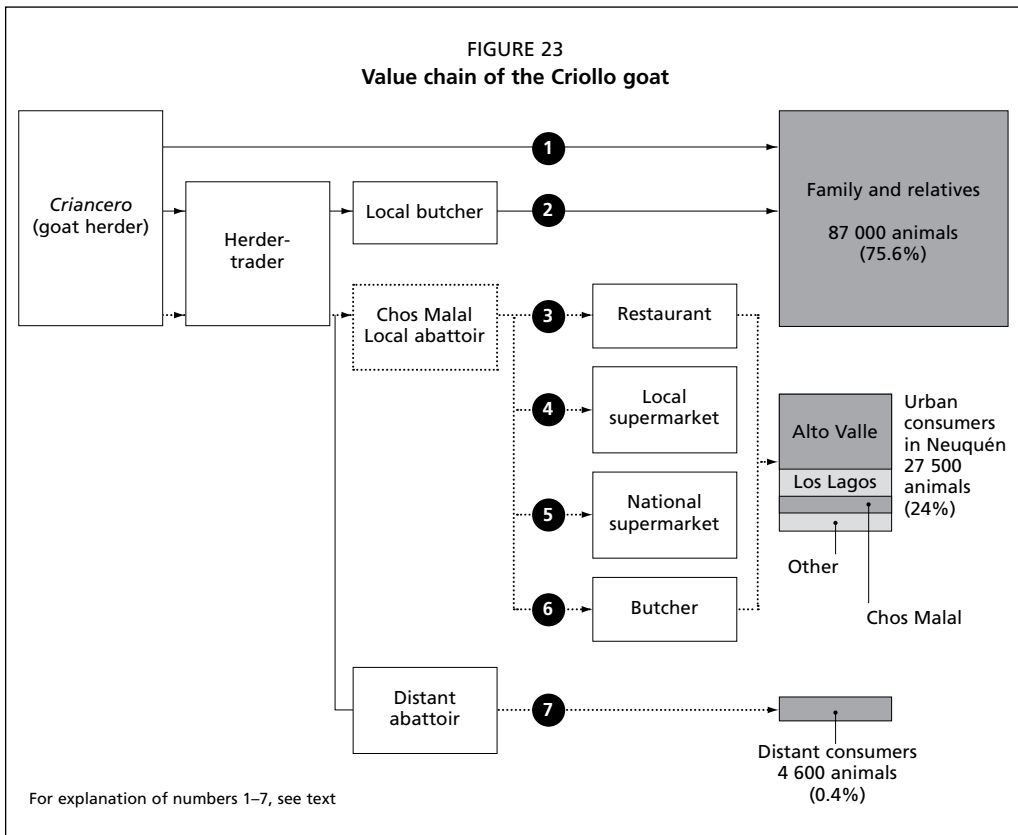 FIGURE 23
Value chain of the Criollo goat
1
Criancero
(goat herder)
Herder-
trader
Local butcher
2
Family and relatives
87 000 animals
(75.6%)
Chos Malal
Local abattoir
3
Restaurant
4
Local
supermarket
5
National
supermarket
6
Butcher
Alto Valle
Los Lagos
Urban
consumers
in Neuquén
27 500
animals
(24%)
Other
Chos Malal
Distant
abattoir
7
Distant consumers
4 600 animals
(0.4%)
For explanation of numbers 1–7, see text